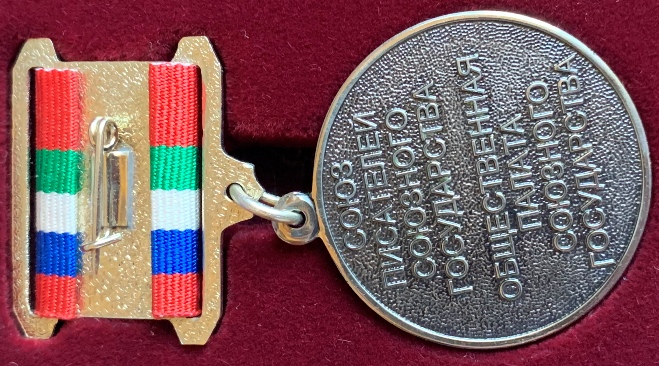 СОЮЗ
ПИСАТЕЛЕЙ
СОЮЗНОГО
ГОСУДАРСТВА
ОБЩЕСТВЕННАЯ
ПАЛАТА
СОЮЗНОГО
ГОСУДАРСТВА